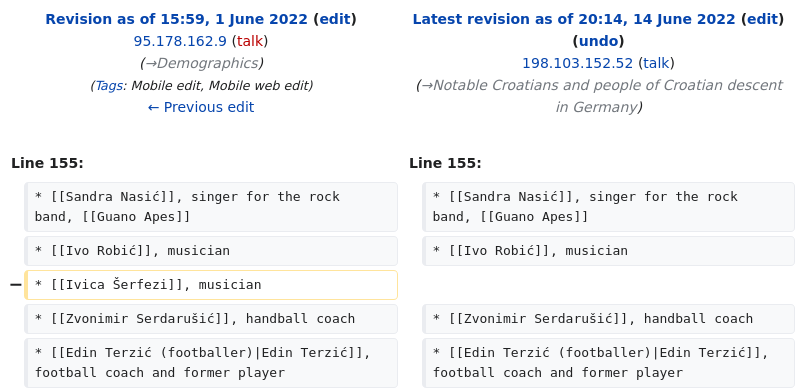 Revision as of 15:59, 1 June 2022 (edit)
95.178.162.9 (talk)
(→Demographics)
(Tags: Mobile edit, Mobile web edit)
← Previous edit
Latest revision as of 20:14, 14 June 2022 (edit)
(undo)
198.103.152.52 (talk)
(→Notable Croatians and people of Croatian descent
in Germany)
Line 155:
Line 155:
* [[Sandra Nasić]], singer for the rock
band, [[Guano Apes]]
* [[Sandra Nasić]], singer for the rock
band, [[Guano Apes]]
* [[Ivo Robić]], musician
* [[Ivo Robić]], musician
− * [[Ivica Šerfezi]], musician
* [[Zvonimir Serdarušić]], handball coach
* [[Zvonimir Serdarušić]], handball coach
* [[Edin Terzić (footballer)|Edin Terzić]],
football coach and former player
* [[Edin Terzić (footballer)|Edin Terzić]],
football coach and former player